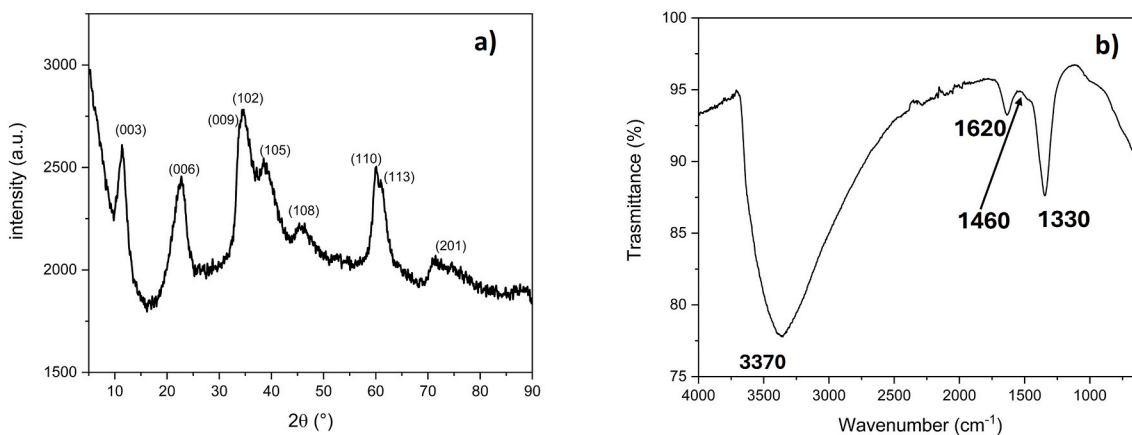 a)
3000
2500
2000
1500
intensity (a.u.)
(003)
(006)
(102)
(009)
(105)
(108)
(110)
(113)
(201)
10 20 30 40 50 60 70 80 90
2θ (°)
b)
100
95
90
85
80
75
Trasmittance (%)
1620
1460
1330
3370
4000 3500 3000 2500 2000 1500 1000
Wavenumber (cm⁻¹)